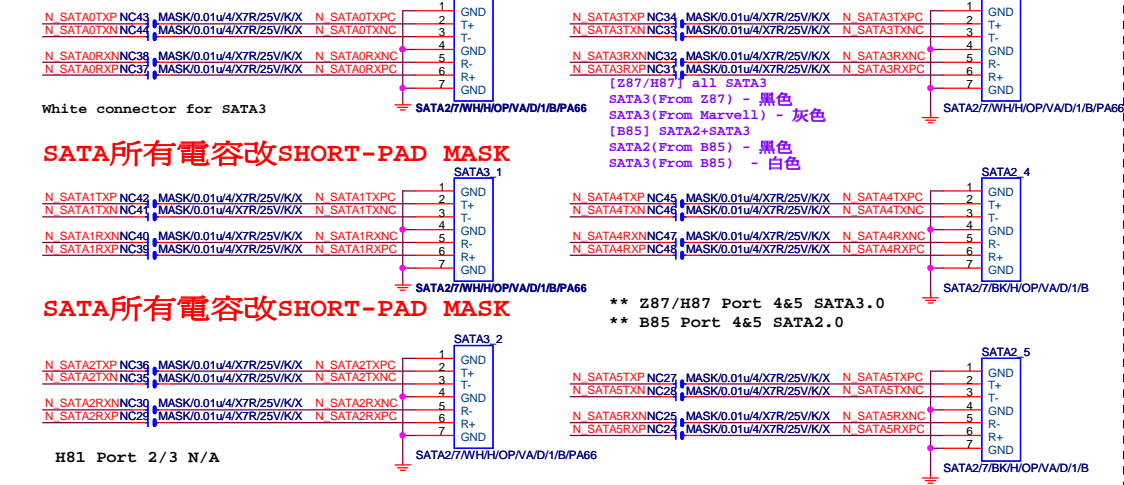 1 GND
N_SATA0TXP NC43 MASK/0.01u/4/X7R/25V/K/X N_SATA0TXPC 2 T+
N_SATA0TXN NC44 MASK/0.01u/4/X7R/25V/K/X N_SATA0TXNC 3 T-
4 GND
N_SATA0RXN NC38 MASK/0.01u/4/X7R/25V/K/X N_SATA0RXNC 5 R-
N_SATA0RXP NC37 MASK/0.01u/4/X7R/25V/K/X N_SATA0RXPC 6 R+
7 GND
White connector for SATA3
SATA2/7/WH/H/OP/VA/D/1/B/PA66
1 GND
N_SATA3TXP NC34 MASK/0.01u/4/X7R/25V/K/X N_SATA3TXPC 2 T+
N_SATA3TXN NC33 MASK/0.01u/4/X7R/25V/K/X N_SATA3TXNC 3 T-
4 GND
N_SATA3RXN NC32 MASK/0.01u/4/X7R/25V/K/X N_SATA3RXNC 5 R-
N_SATA3RXP NC31 MASK/0.01u/4/X7R/25V/K/X N_SATA3RXPC 6 R+
7 GND
SATA2/7/WH/H/OP/VA/D/1/B/PA66
[Z87/H87] all SATA3
SATA3(From Z87) - 黑色
SATA3(From Marvell) - 灰色
[B85] SATA2+SATA3
SATA2(From B85) - 黑色
SATA3(From B85) - 白色
SATA所有電容改SHORT-PAD MASK
SATA3_1
1 GND
N_SATA1TXP NC42 MASK/0.01u/4/X7R/25V/K/X N_SATA1TXPC 2 T+
N_SATA1TXN NC41 MASK/0.01u/4/X7R/25V/K/X N_SATA1TXNC 3 T-
4 GND
N_SATA1RXN NC40 MASK/0.01u/4/X7R/25V/K/X N_SATA1RXNC 5 R-
N_SATA1RXP NC39 MASK/0.01u/4/X7R/25V/K/X N_SATA1RXPC 6 R+
7 GND
SATA2/7/WH/H/OP/VA/D/1/B/PA66
SATA2_4
1 GND
N_SATA4TXP NC45 MASK/0.01u/4/X7R/25V/K/X N_SATA4TXPC 2 T+
N_SATA4TXN NC46 MASK/0.01u/4/X7R/25V/K/X N_SATA4TXNC 3 T-
4 GND
N_SATA4RXN NC47 MASK/0.01u/4/X7R/25V/K/X N_SATA4RXNC 5 R-
N_SATA4RXP NC48 MASK/0.01u/4/X7R/25V/K/X N_SATA4RXPC 6 R+
7 GND
SATA2/7/BK/H/OP/VA/D/1/B
SATA所有電容改SHORT-PAD MASK
** Z87/H87 Port 4&5 SATA3.0
** B85 Port 4&5 SATA2.0
SATA3_2
1 GND
N_SATA2TXP NC36 MASK/0.01u/4/X7R/25V/K/X N_SATA2TXPC 2 T+
N_SATA2TXN NC35 MASK/0.01u/4/X7R/25V/K/X N_SATA2TXNC 3 T-
4 GND
N_SATA2RXN NC30 MASK/0.01u/4/X7R/25V/K/X N_SATA2RXNC 5 R-
N_SATA2RXP NC29 MASK/0.01u/4/X7R/25V/K/X N_SATA2RXPC 6 R+
7 GND
H81 Port 2/3 N/A
SATA2/7/WH/H/OP/VA/D/1/B/PA66
SATA2_5
1 GND
N_SATA5TXP NC27 MASK/0.01u/4/X7R/25V/K/X N_SATA5TXPC 2 T+
N_SATA5TXN NC28 MASK/0.01u/4/X7R/25V/K/X N_SATA5TXNC 3 T-
4 GND
N_SATA5RXN NC25 MASK/0.01u/4/X7R/25V/K/X N_SATA5RXNC 5 R-
N_SATA5RXP NC24 MASK/0.01u/4/X7R/25V/K/X N_SATA5RXPC 6 R+
7 GND
SATA2/7/BK/H/OP/VA/D/1/B